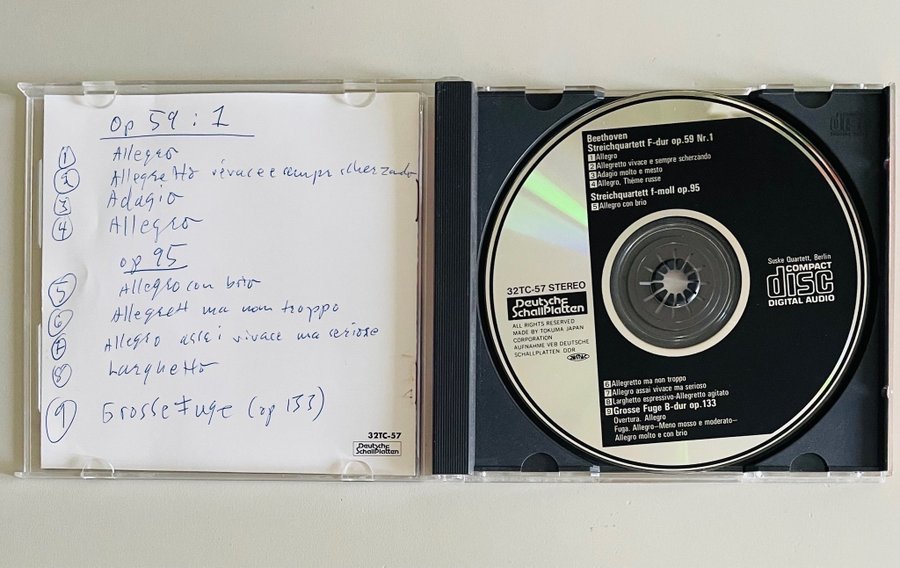 Op 59 : 1
1 Allegro
2 Allegretto vivace e sempr scherzando
3 Adagio
4 Allegro
op 95
5 Allegro con brio
6 Allegrett ma non troppo
7 Allegro assai vivace ma seriose
8 Larghetto
9 Grosse Fuge (op 133)
32TC-57
Deutsche
Schallplatten
Beethoven
Streichquartett F-dur op.59 Nr.1
1 Allegro
2 Allegretto vivace e sempre scherzando
3 Adagio molto e mesto
4 Allegro. Thème russe
Streichquartett f-moll op.95
5 Allegro con brio
32TC-57 STEREO
Deutsche
Schallplatten
ALL RIGHTS RESERVED
MADE BY TOKUMA JAPAN
CORPORATION
AUFNAHME VEB DEUTSCHE
SCHALLPLATTEN DDR
Suske Quartett, Berlin
COMPACT
disc
DIGITAL AUDIO
6 Allegretto ma non troppo
7 Allegro assai vivace ma serioso
8 Larghetto espressivo-Allegretto agitato
9 Grosse Fuge B-dur op.133
Overtura. Allegro
Fuga. Allegro–Meno mosso e moderato–
Allegro molto e con brio